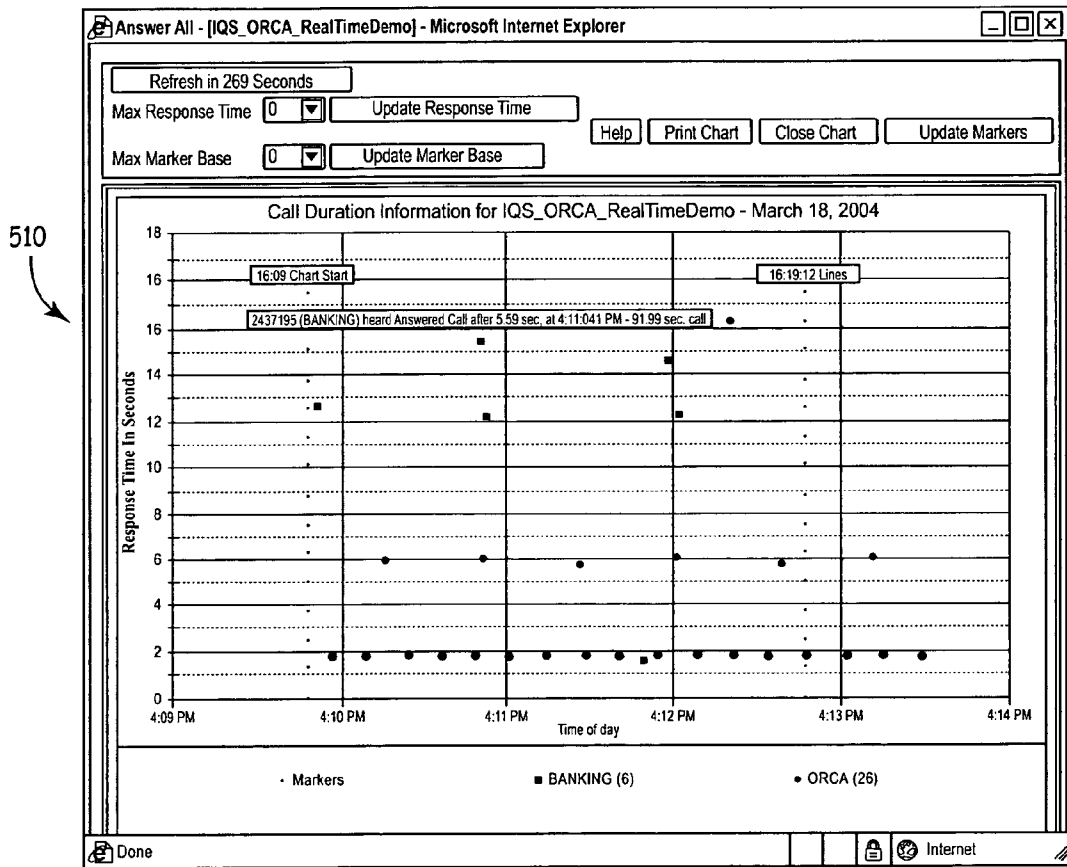 Answer All - [IQS_ORCA_RealTimeDemo] - Microsoft Internet Explorer
Refresh in 269 Seconds
Max Response Time 0 Update Response Time
Help Print Chart Close Chart Update Markers
Max Marker Base 0 Update Marker Base
510
Call Duration Information for IQS_ORCA_RealTimeDemo - March 18, 2004
18
16:09 Chart Start 16:19:12 Lines
16
2437195 (BANKING) heard Answered Call after 5.59 sec, at 4:11:041 PM - 91.99 sec. call
16
14
12
10
8
6
4
2
0
Response Time In Seconds
4:09 PM 4:10 PM 4:11 PM 4:12 PM 4:13 PM 4:14 PM
Time of day
Markers BANKING (6) ORCA (26)
Done Internet